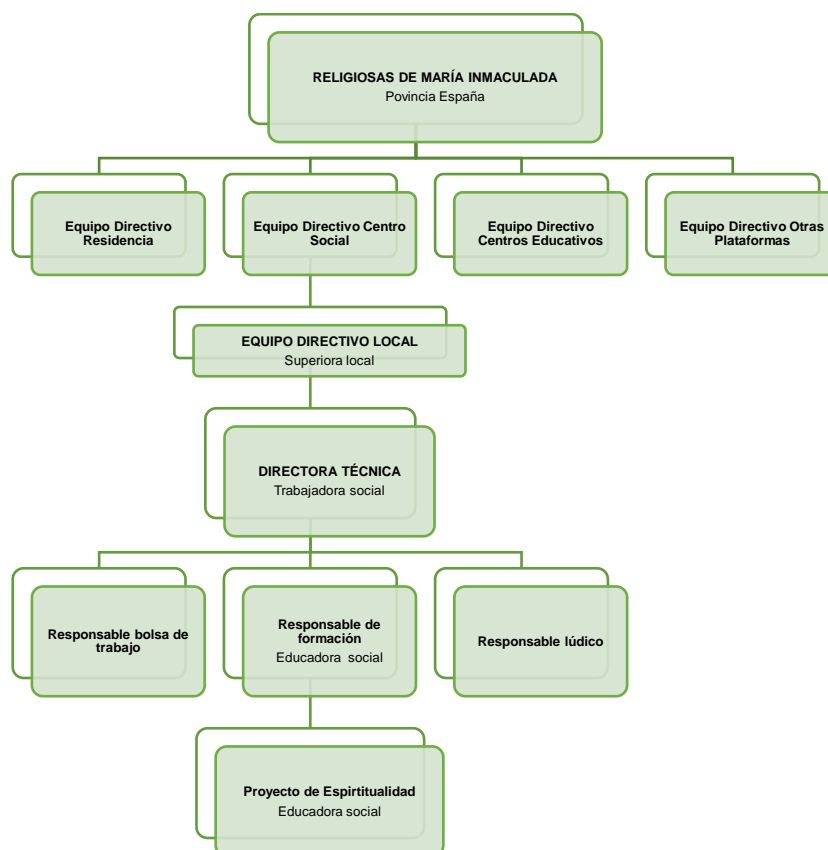 RELIGIOSAS DE MARÍA INMACULADA
Povincia España
Equipo Directivo
Residencia
Equipo Directivo Centro
Social
Equipo Directivo
Centros Educativos
Equipo Directivo Otras
Plataformas
EQUIPO DIRECTIVO LOCAL
Superiora local
DIRECTORA TÉCNICA
Trabajadora social
Responsable bolsa de
trabajo
Responsable de
formación
Educadora social
Responsable lúdico
Proyecto de Espirtitualidad
Educadora social